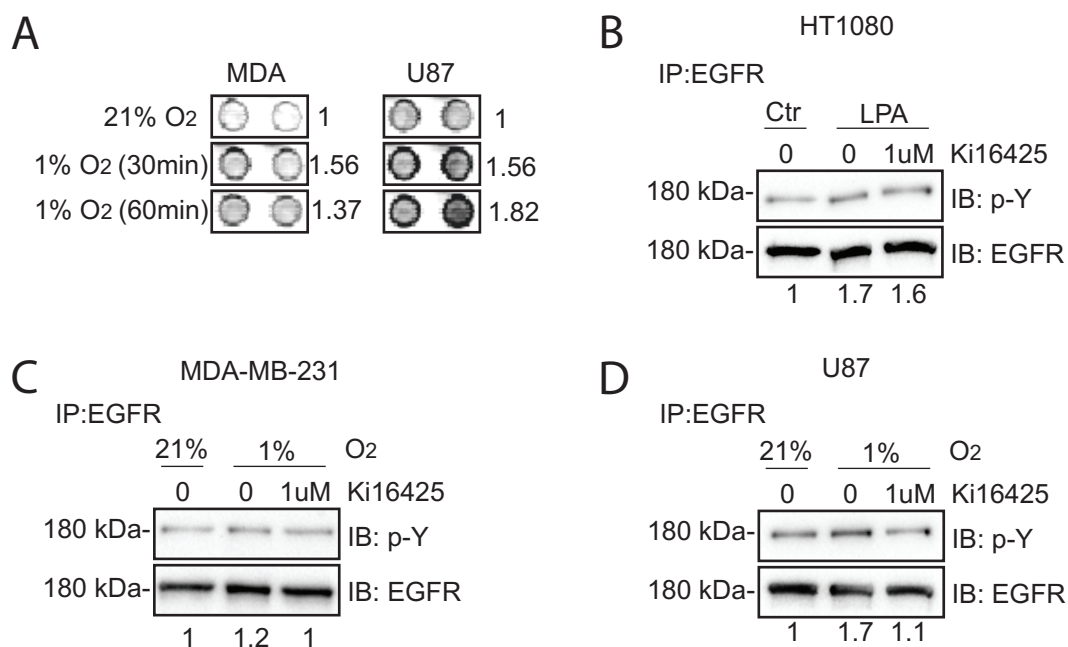 A
MDA U87
21% O2 1 1
1% O2 (30min) 1.56 1.56
1% O2 (60min) 1.37 1.82
B
HT1080
IP:EGFR
Ctr LPA
0 0 1uM Ki16425
180 kDa- IB: p-Y
180 kDa- IB: EGFR
1 1.7 1.6
C
MDA-MB-231
IP:EGFR
21% 1% O2
0 0 1uM Ki16425
180 kDa- IB: p-Y
180 kDa- IB: EGFR
1 1.2 1
D
U87
IP:EGFR
21% 1% O2
0 0 1uM Ki16425
180 kDa- IB: p-Y
180 kDa- IB: EGFR
1 1.7 1.1